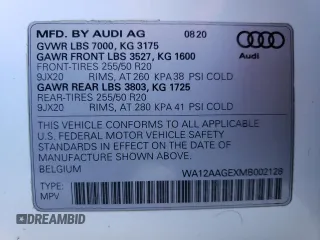 MFD. BY AUDI AG 08 20
GVWR LBS 7000, KG 3175
GAWR FRONT LBS 3527, KG 1600
FRONT-TIRES 255/50 R20
9JX20 RIMS, AT 260 KPA 38 PSI COLD
GAWR REAR LBS 3803, KG 1725
REAR-TIRES 255/50 R20
9JX20 RIMS, AT 280 KPA 41 PSI COLD
THIS VEHICLE CONFORMS TO ALL APPLICABLE
U.S. FEDERAL MOTOR VEHICLE SAFETY
STANDARDS IN EFFECT ON THE DATE OF
MANUFACTURE SHOWN ABOVE.
BELGIUM WA12AAGEXMB002128
TYPE:
MPV
DREAMBID